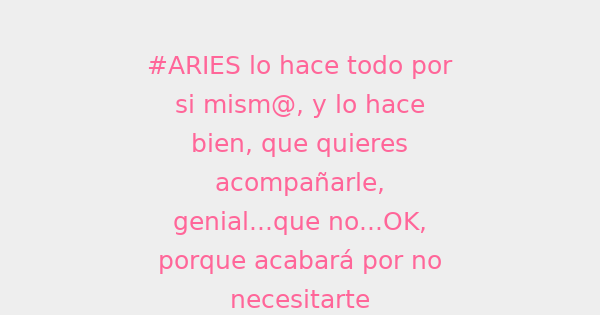 #ARIES lo hace todo por
si mism@, y lo hace
bien, que quieres
acompañarle,
genial...que no...OK,
porque acabará por no
necesitarte